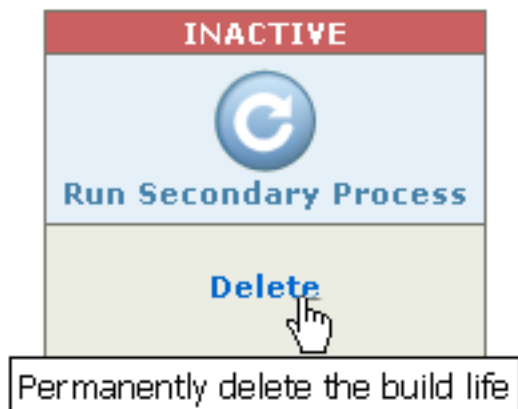 INACTIVE
Run Secondary Process
Delete
Permanently delete the build life